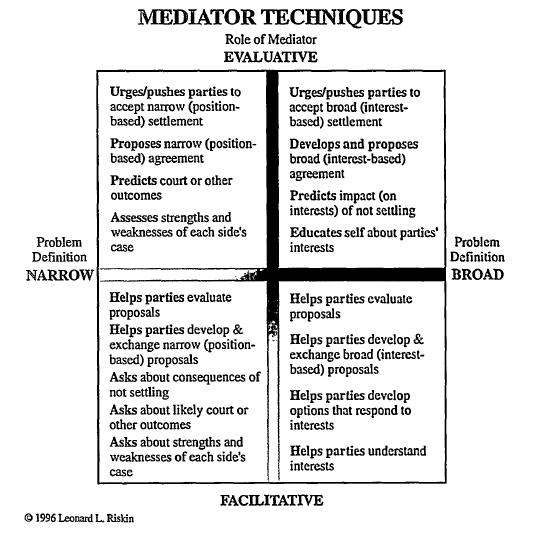 MEDIATOR TECHNIQUES
Role of Mediator
EVALUATIVE
Urges/pushes parties to
accept narrow (position-
based) settlement
Proposes narrow (position-
based) agreement
Predicts court or other
outcomes
Assesses strengths and
weaknesses of each side's
case
Urges/pushes parties to
accept broad (interest-
based) settlement
Develops and proposes
broad (interest-based)
agreement
Predicts impact (on
interests) of not settling
Educates self about parties'
interests
Problem
Definition
NARROW
Problem
Definition
BROAD
Helps parties evaluate
proposals
Helps parties develop &
exchange narrow (position-
based) proposals
Asks about consequences of
not settling
Asks about likely court or
other outcomes
Asks about strengths and
weaknesses of each side's
case
Helps parties evaluate
proposals
Helps parties develop &
exchange broad (interest-
based) proposals
Helps parties develop
options that respond to
interests
Helps parties understand
interests
FACILITATIVE
© 1996 Leonard L. Riskin